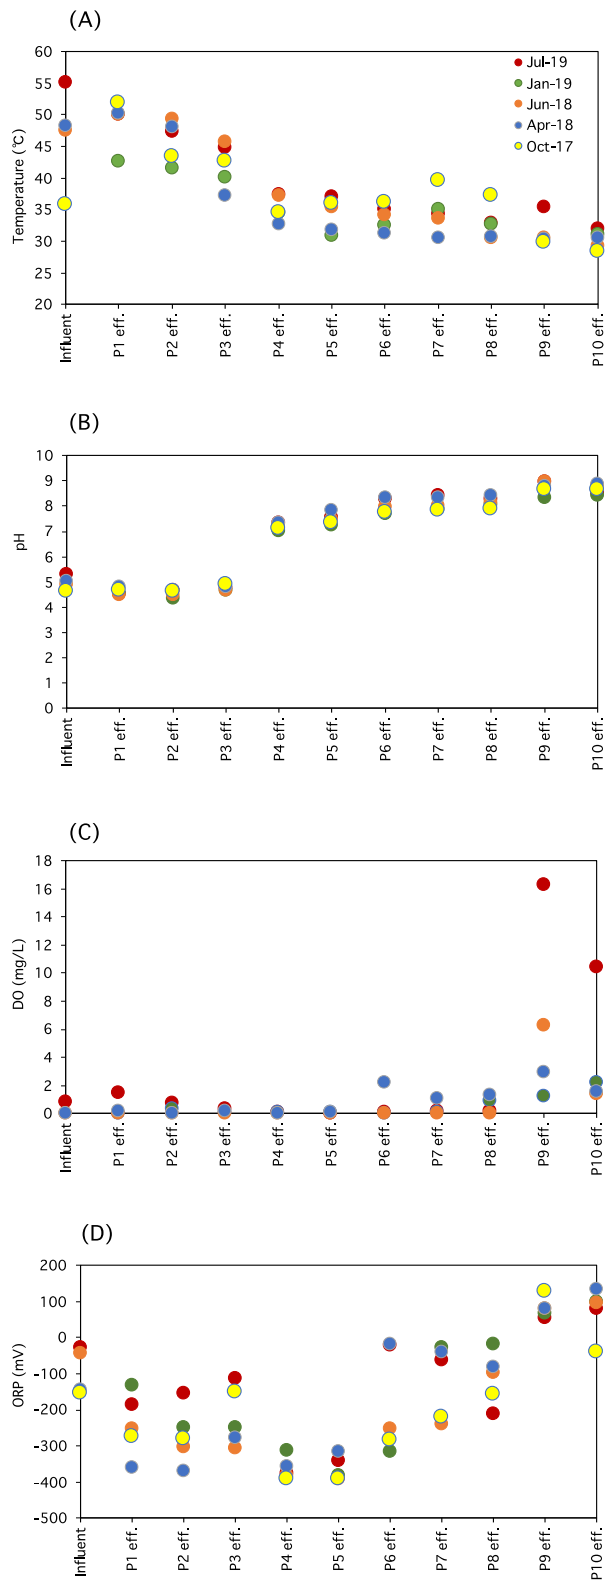 (A)
60
55
50
45
40
35
30
25
20
Temperature (℃)
Jul-19
Jan-19
Jun-18
Apr-18
Oct-17
Influent
P1 eff.
P2 eff.
P3 eff.
P4 eff.
P5 eff.
P6 eff.
P7 eff.
P8 eff.
P9 eff.
P10 eff.
(B)
10
9
8
7
6
5
4
3
2
1
0
pH
Influent
P1 eff.
P2 eff.
P3 eff.
P4 eff.
P5 eff.
P6 eff.
P7 eff.
P8 eff.
P9 eff.
P10 eff.
(C)
18
16
14
12
10
8
6
4
2
0
DO (mg/L)
Influent
P1 eff.
P2 eff.
P3 eff.
P4 eff.
P5 eff.
P6 eff.
P7 eff.
P8 eff.
P9 eff.
P10 eff.
(D)
200
100
0
-100
-200
-300
-400
-500
ORP (mV)
Influent
P1 eff.
P2 eff.
P3 eff.
P4 eff.
P5 eff.
P6 eff.
P7 eff.
P8 eff.
P9 eff.
P10 eff.